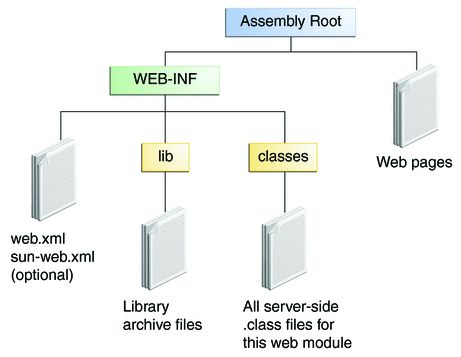 Assembly Root
WEB-INF
lib
classes
Web pages
web.xml
sun-web.xml
(optional)
Library
archive files
All server-side
.class files for
this web module